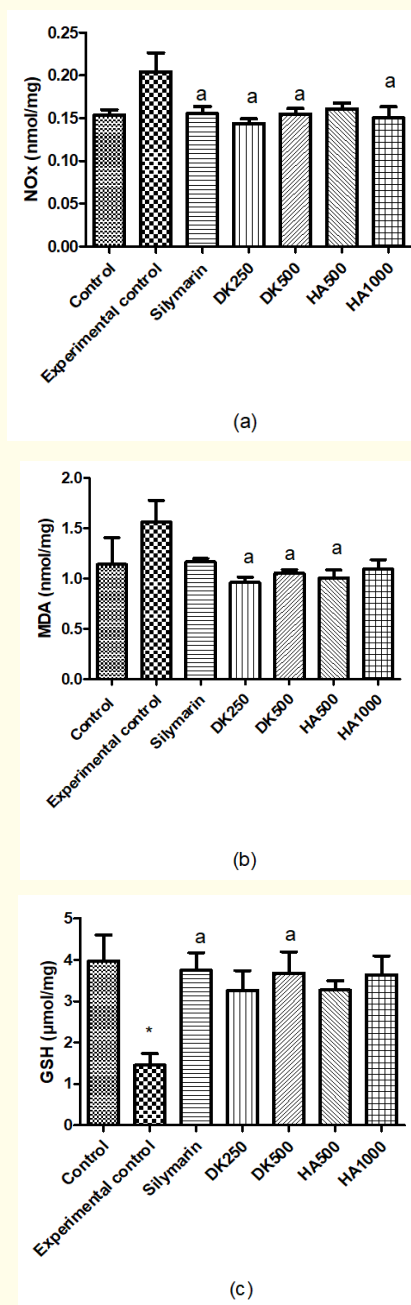 NOx (nmol/mg)
0.25
0.20
0.15
0.10
0.05
0.00
a a a a
Control
Experimental control
Silymarin
DK250
DK500
HA500
HA1000
(a)
MDA (nmol/mg)
2.0
1.5
1.0
0.5
0.0
a a a
Control
Experimental control
Silymarin
DK250
DK500
HA500
HA1000
(b)
GSH (µmol/mg)
5
4
3
2
1
0
* a a
Control
Experimental control
Silymarin
DK250
DK500
HA500
HA1000
(c)